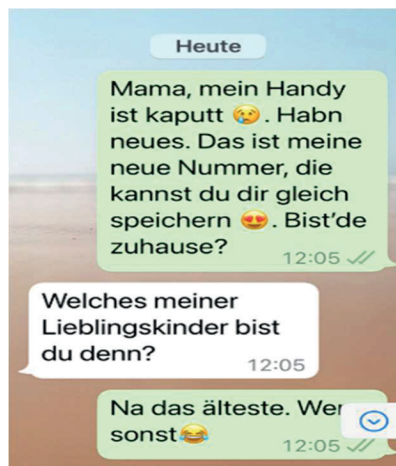 Heute
Mama, mein Handy
ist kaputt 😢. Habn
neues. Das ist meine
neue Nummer, die
kannst du dir gleich
speichern 😍. Bist'de
zuhause?
12:05
Welches meiner
Lieblingskinder bist
du denn?
12:05
Na das älteste.
sonst😂
12:05